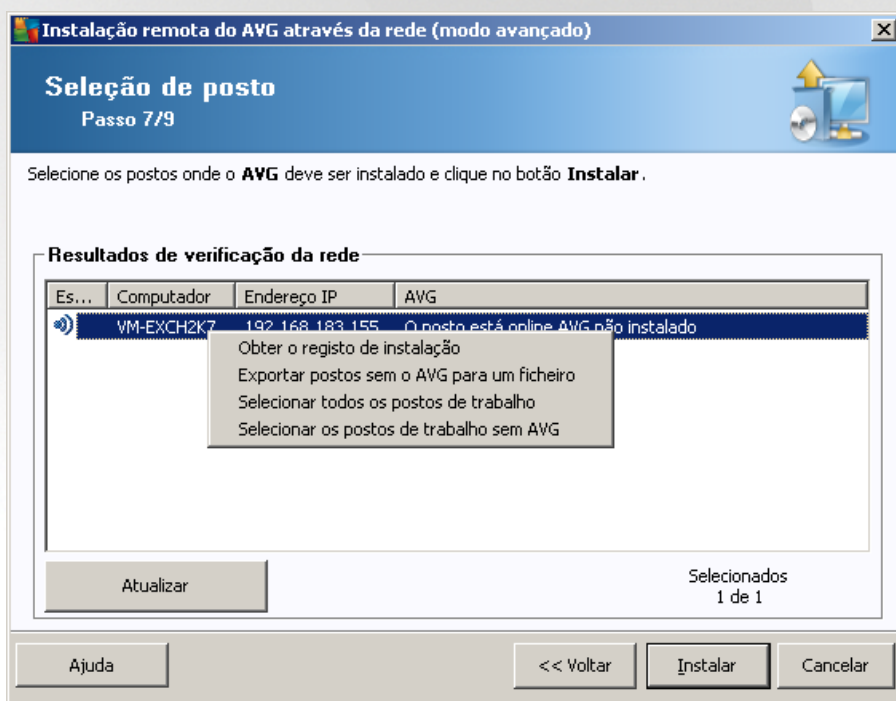 Instalação remota do AVG através da rede (modo avançado)
Seleção de posto
Passo 7/9
Selecione os postos onde o AVG deve ser instalado e clique no botão Instalar.
Resultados de verificação da rede
Es... Computador Endereço IP AVG
VM-EXCH2K7 192.168.183.155 O posto está online AVG não instalado
Obter o registo de instalação
Exportar postos sem o AVG para um ficheiro
Selecionar todos os postos de trabalho
Selecionar os postos de trabalho sem AVG
Atualizar
Selecionados
1 de 1
Ajuda << Voltar Instalar Cancelar